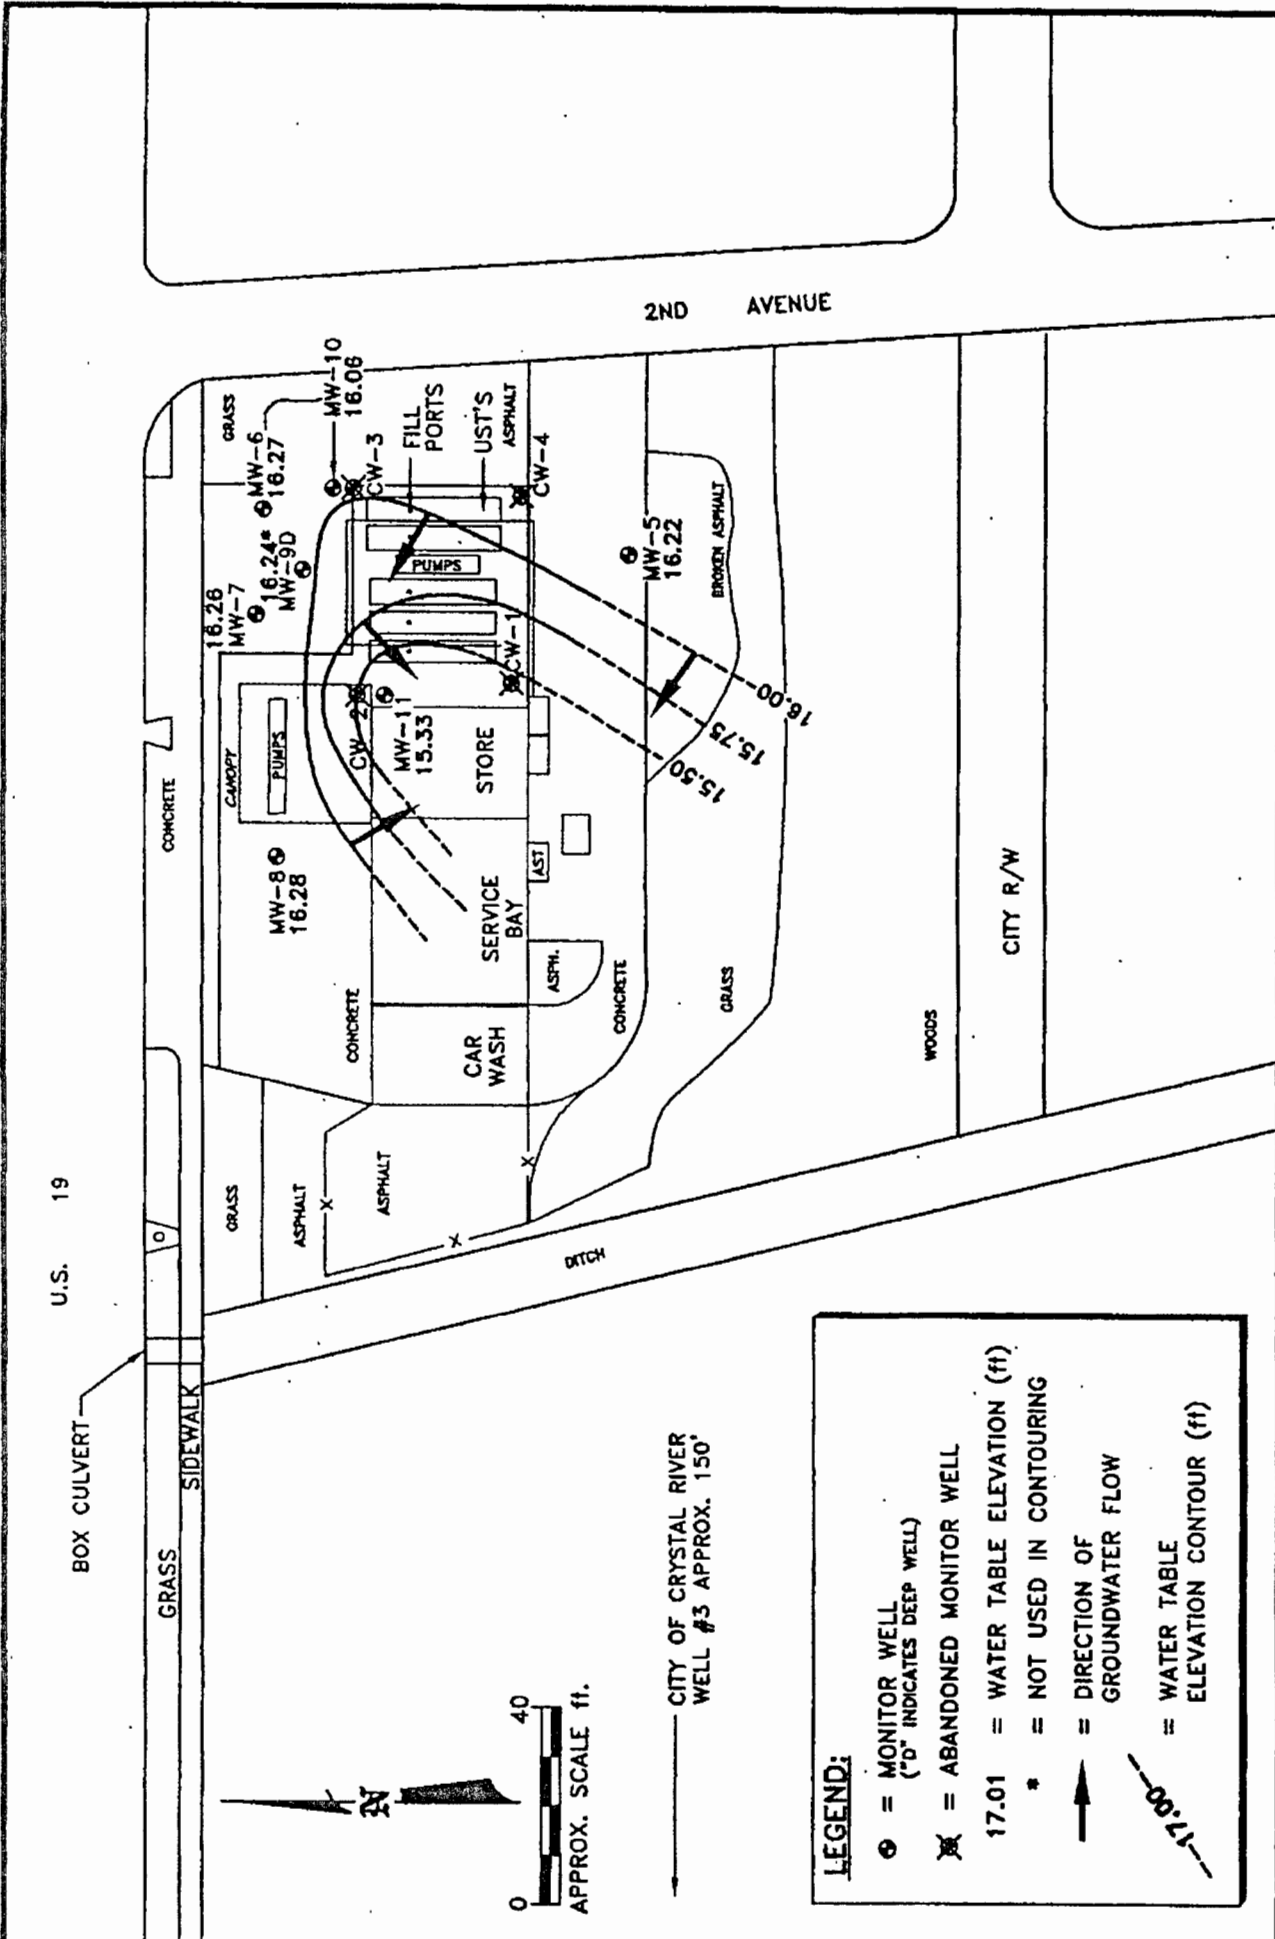 U.S. 19
BOX CULVERT
GRASS
SIDEWALK
CONCRETE
GRASS
ASPHALT
ASPHALT
CONCRETE
CANOPY
PUMPS
MW-8
16.28
16.26
MW-7
16.24*
MW-9D
MW-6
16.27
GRASS
MW-10
16.06
CW-3
FILL
PORTS
UST'S
ASPHALT
CW-4
PUMPS
CW-1
CW-2
MW-11
15.33
STORE
SERVICE
BAY
AST
ASPH.
CAR
WASH
CONCRETE
MW-5
16.22
BROKEN ASPHALT
16.00
15.75
15.50
GRASS
WOODS
CITY R/W
DITCH
2ND AVENUE
X
X
X
O
N
0 40
APPROX. SCALE ft.
CITY OF CRYSTAL RIVER
WELL #3 APPROX. 150'
LEGEND:
= MONITOR WELL
("D" INDICATES DEEP WELL)
= ABANDONED MONITOR WELL
17.01 = WATER TABLE ELEVATION (ft)
* = NOT USED IN CONTOURING
= DIRECTION OF
GROUNDWATER FLOW
17.00 = WATER TABLE
ELEVATION CONTOUR (ft)